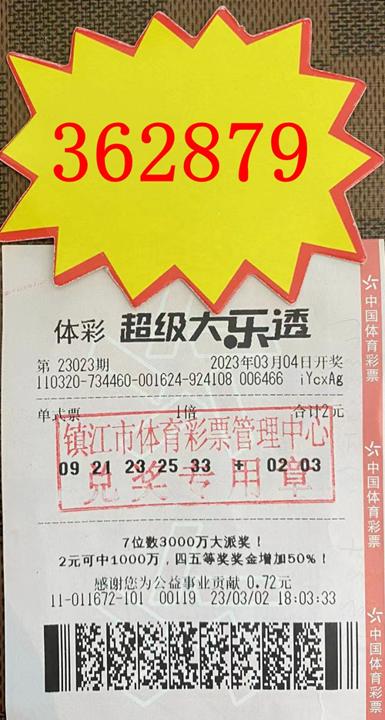 362879
体彩 超级大乐透
第 23023期 2023年03月04日开奖
110320-734460-001624-924108 006466 iYcxAg
单式票 1倍 合计2元
镇江市体育彩票管理中心
09 21 23 25 33 + 02 03
兑奖专用章
7位数3000万大派奖！
2元可中1000万，四五等奖奖金增加50%！
感谢您为公益事业贡献 0.72元
11-011672-101 00119 23/03/02 18:03:33
中国体育彩票
中国体育彩票
中国体育彩票